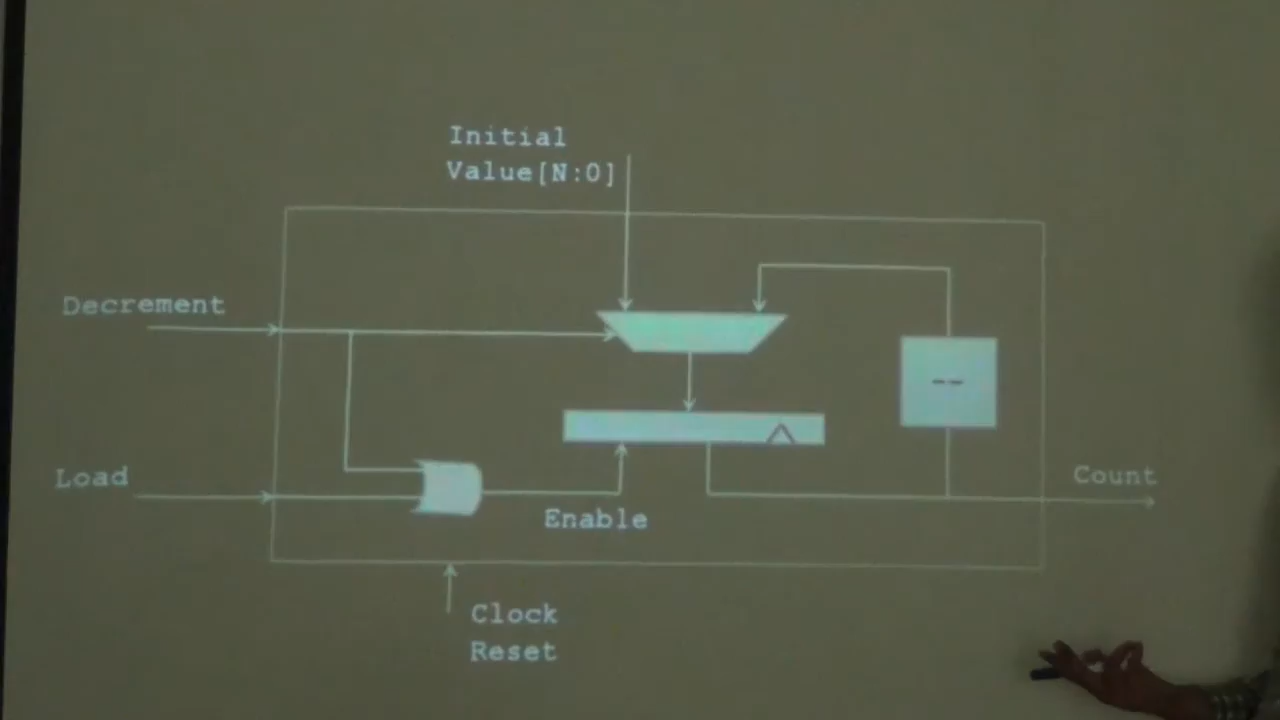 Initial
Value[N:0]
Decrement
--
Load
Count
Enable
Clock
Reset